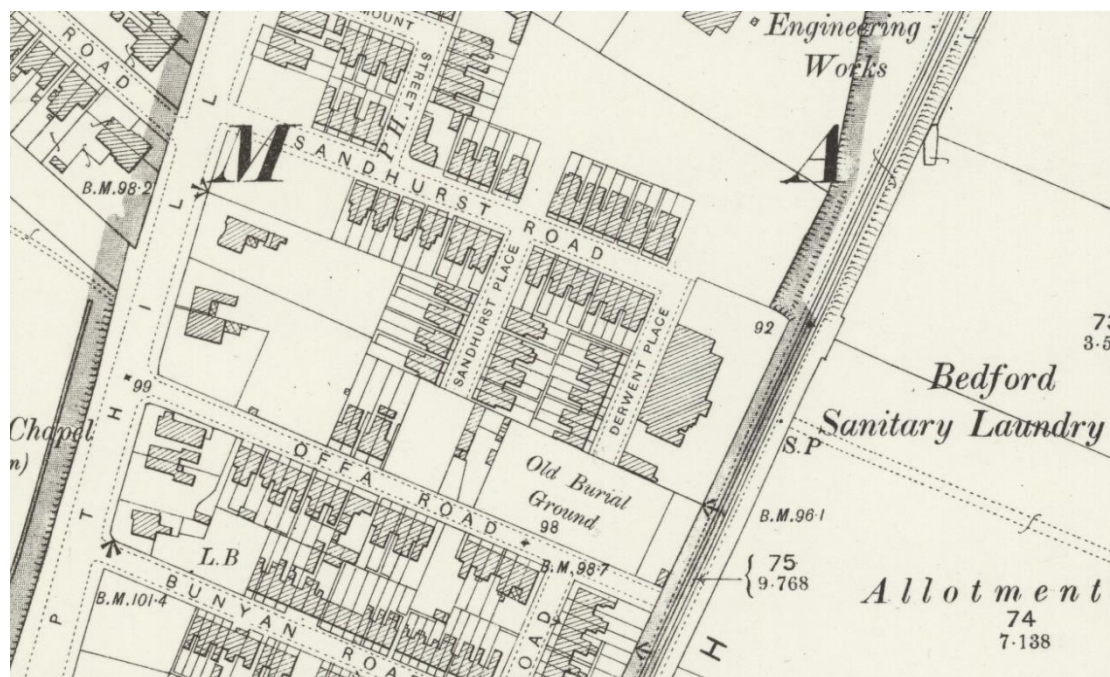 MOUNT
STREET
Engineering
Works
ROAD
M
A
P H
SANDHURST ROAD
B.M.98·2
SANDHURST PLACE
DERWENT PLACE
92
3·5
99
Bedford
Sanitary Laundry
S.P
Chapel
n)
OFFA ROAD
Old Burial
Ground
98
B.M.96·1
B.M.98·7
75
9·768
L.B
Allotment
74
7·138
B.M.101·4
BUNYAN ROA
OAD
P T H I L L
H